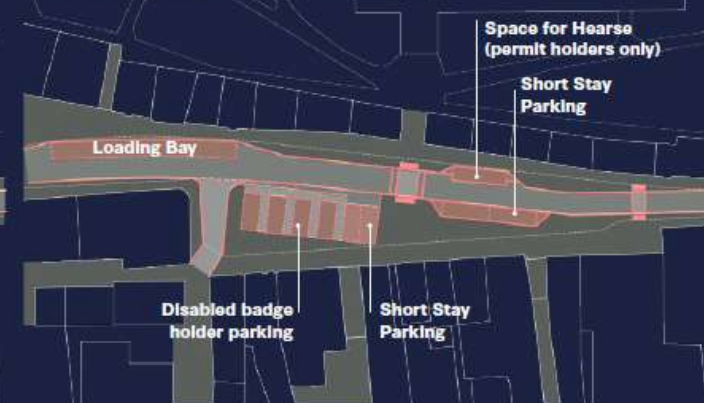 Space for Hearse
(permit holders only)
Short Stay
Parking
Loading Bay
Disabled badge
holder parking
Short Stay
Parking